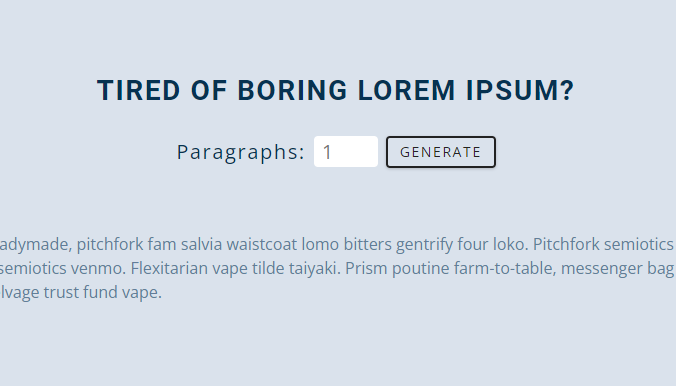 TIRED OF BORING LOREM IPSUM?
Paragraphs: 1 GENERATE
adymade, pitchfork fam salvia waistcoat lomo bitters gentrify four loko. Pitchfork semiotics
semiotics venmo. Flexitarian vape tilde taiyaki. Prism poutine farm-to-table, messenger bag
lvage trust fund vape.